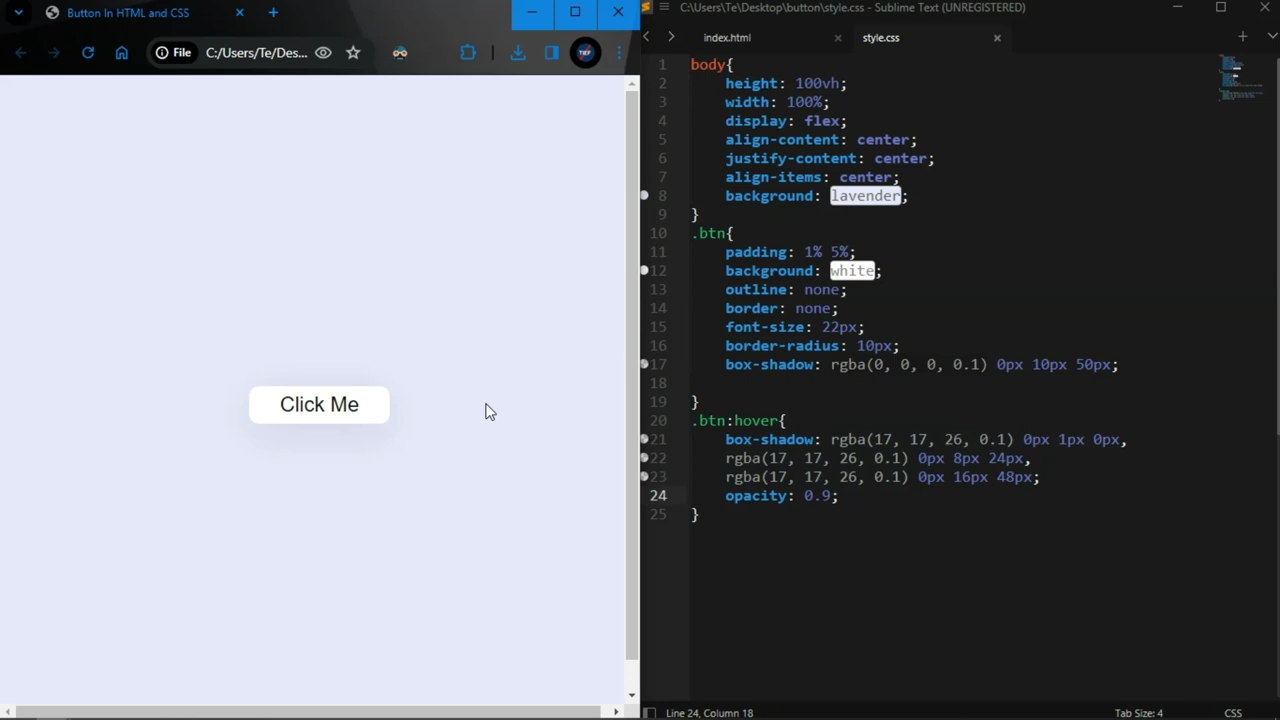 Button In HTML and CSS
File
C:/Users/Te/Des...
Click Me
C:\Users\Te\Desktop\button\style.css - Sublime Text (UNREGISTERED)
index.html
style.css
1 body{
2 height: 100vh;
3 width: 100%;
4 display: flex;
5 align-content: center;
6 justify-content: center;
7 align-items: center;
8 background: lavender;
9 }
10 .btn{
11 padding: 1% 5%;
12 background: white;
13 outline: none;
14 border: none;
15 font-size: 22px;
16 border-radius: 10px;
17 box-shadow: rgba(0, 0, 0, 0.1) 0px 10px 50px;
18
19 }
20 .btn:hover{
21 box-shadow: rgba(17, 17, 26, 0.1) 0px 1px 0px,
22 rgba(17, 17, 26, 0.1) 0px 8px 24px,
23 rgba(17, 17, 26, 0.1) 0px 16px 48px;
24 opacity: 0.9;
25 }
Line 24, Column 18
Tab Size: 4
CSS